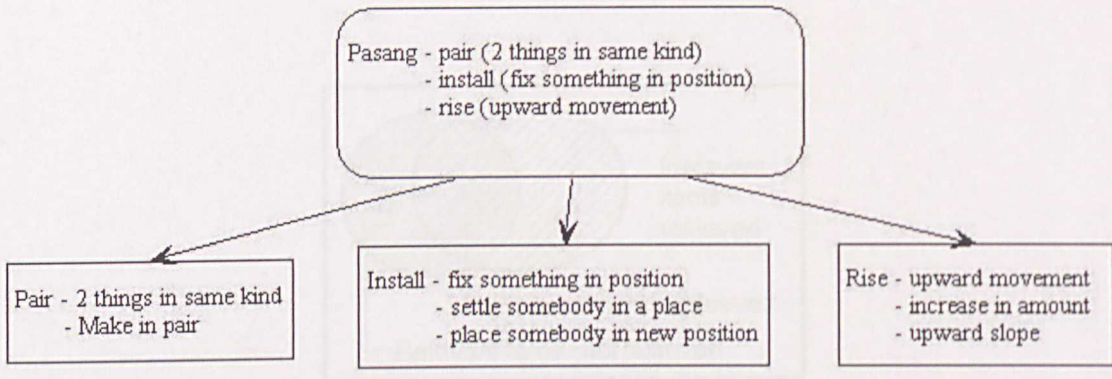 Pasang - pair (2 things in same kind)
- install (fix something in position)
- rise (upward movement)
Pair - 2 things in same kind
- Make in pair
Install - fix something in position
- settle somebody in a place
- place somebody in new position
Rise - upward movement
- increase in amount
- upward slope